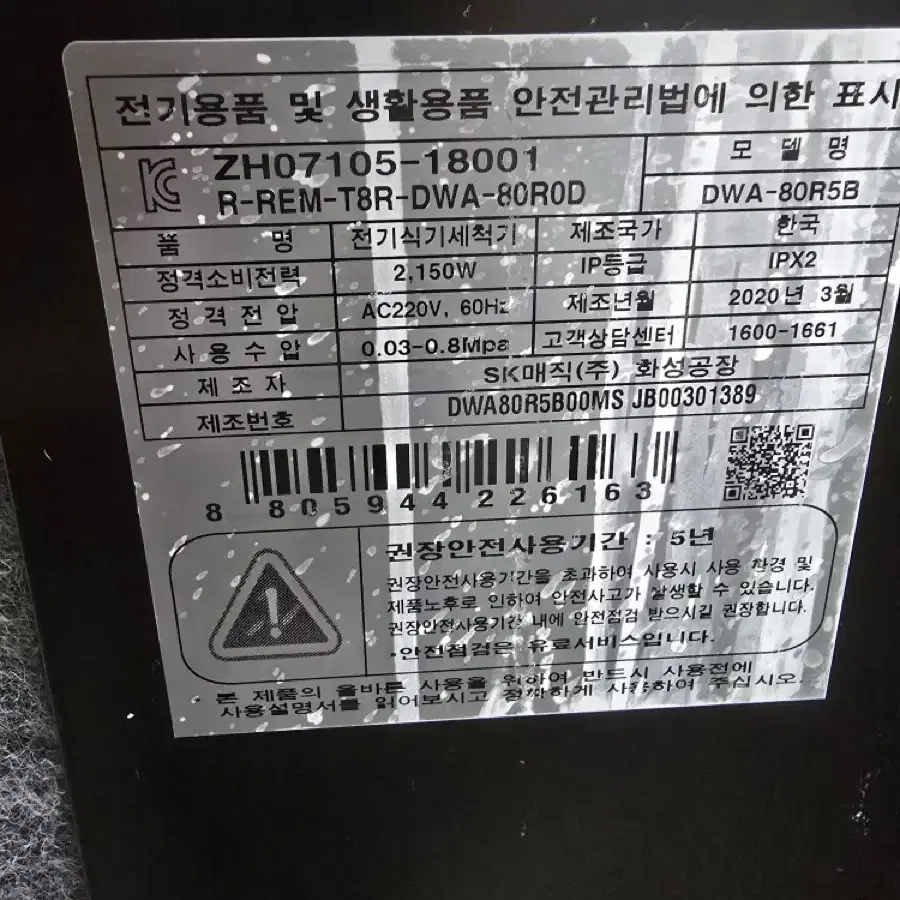 전기용품 및 생활용품 안전관리법에 의한 표시
ZH07105-18001
R-REM-T8R-DWA-80R0D
모 델 명
DWA-80R5B
품 명 전기식기세척기 제조국가 한국
정격소비전력 2,150W IP등급 IPX2
정 격 전 압 AC220V, 60Hz 제조년월 2020년 3월
사 용 수 압 0.03-0.8Mpa 고객상담센터 1600-1661
제 조 자 SK매직(주) 화성공장
제조번호 DWA80R5B00MS JB00301389
8 805944 226163
권장안전사용기간 : 5년
권장안전사용기간을 초과하여 사용시 사용 환경 및
제품노후로 인하여 안전사고가 발생할 수 있습니다.
권장안전사용기간 내에 안전점검 받으시길 권장합니다.
·안전점검은 유료서비스입니다.
· 본 제품의 올바른 사용을 위하여 반드시 사용전에
사용설명서를 읽어보시고 정확하게 사용하여 주십시오.